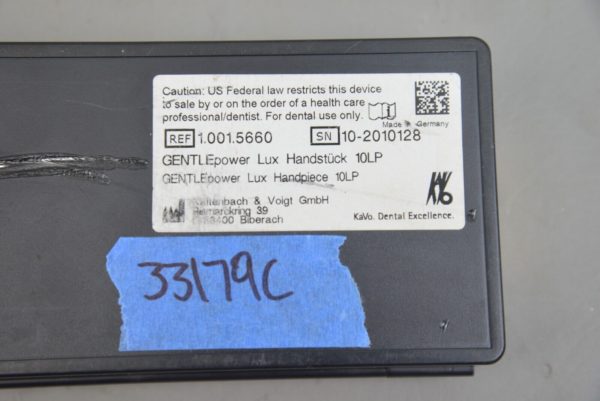 Caution: US Federal law restricts this device
to sale by or on the order of a health care
professional/dentist. For dental use only.
Made in Germany
REF 1.001.5660 SN 10-2010128
GENTLEpower Lux Handstück 10LP
GENTLEpower Lux Handpiece 10LP
Kaltenbach & Voigt GmbH
Bismarckring 39
88400 Biberach
KaVo
KaVo. Dental Excellence.
33179C